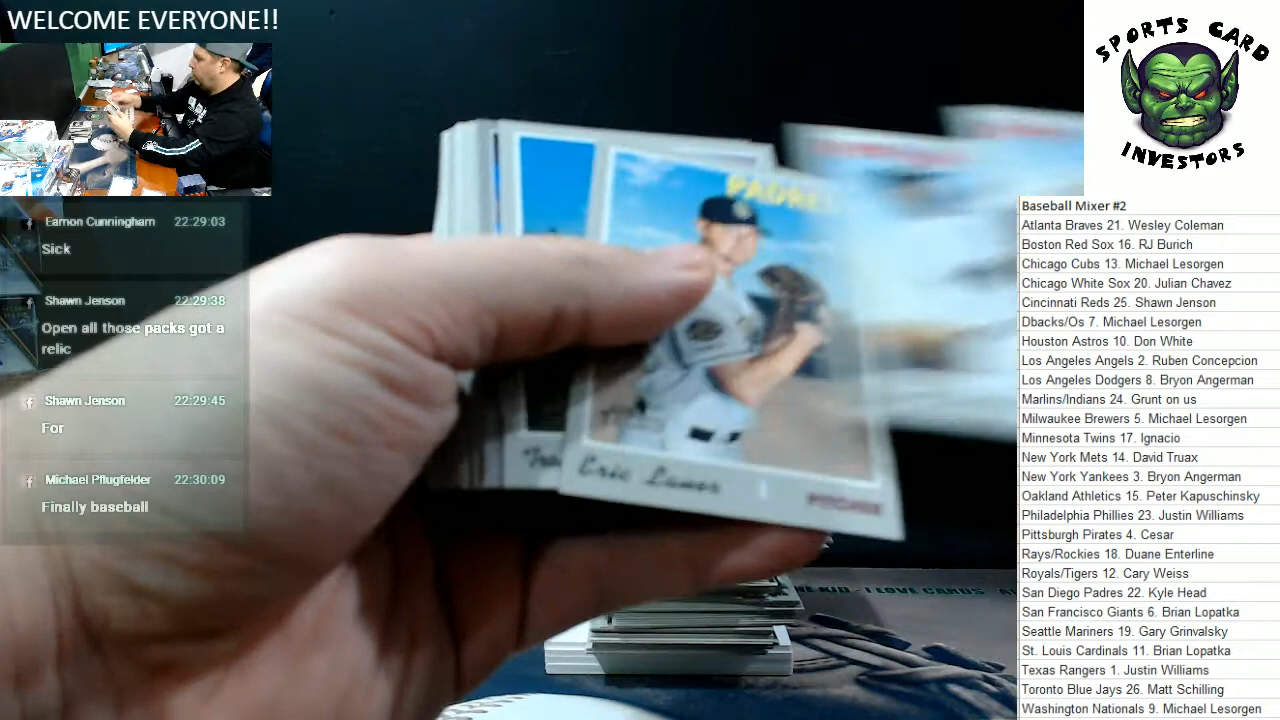 WELCOME EVERYONE!!
SPORTS CARD
INVESTORS
Eamon Cunningham 22:29:03
Sick
Shawn Jenson 22:29:38
Open all those packs got a
relic
Shawn Jenson 22:29:45
For
Michael Pflugfelder 22:30:09
Finally baseball
PADRES
Eric Lauer
PITCHER
E KID - I LOVE CARDS
Baseball Mixer #2
Atlanta Braves 21. Wesley Coleman
Boston Red Sox 16. RJ Burich
Chicago Cubs 13. Michael Lesorgen
Chicago White Sox 20. Julian Chavez
Cincinnati Reds 25. Shawn Jenson
Dbacks/Os 7. Michael Lesorgen
Houston Astros 10. Don White
Los Angeles Angels 2. Ruben Concepcion
Los Angeles Dodgers 8. Bryon Angerman
Marlins/Indians 24. Grunt on us
Milwaukee Brewers 5. Michael Lesorgen
Minnesota Twins 17. Ignacio
New York Mets 14. David Truax
New York Yankees 3. Bryon Angerman
Oakland Athletics 15. Peter Kapuschinsky
Philadelphia Phillies 23. Justin Williams
Pittsburgh Pirates 4. Cesar
Rays/Rockies 18. Duane Enterline
Royals/Tigers 12. Cary Weiss
San Diego Padres 22. Kyle Head
San Francisco Giants 6. Brian Lopatka
Seattle Mariners 19. Gary Grinvalsky
St. Louis Cardinals 11. Brian Lopatka
Texas Rangers 1. Justin Williams
Toronto Blue Jays 26. Matt Schilling
Washington Nationals 9. Michael Lesorgen